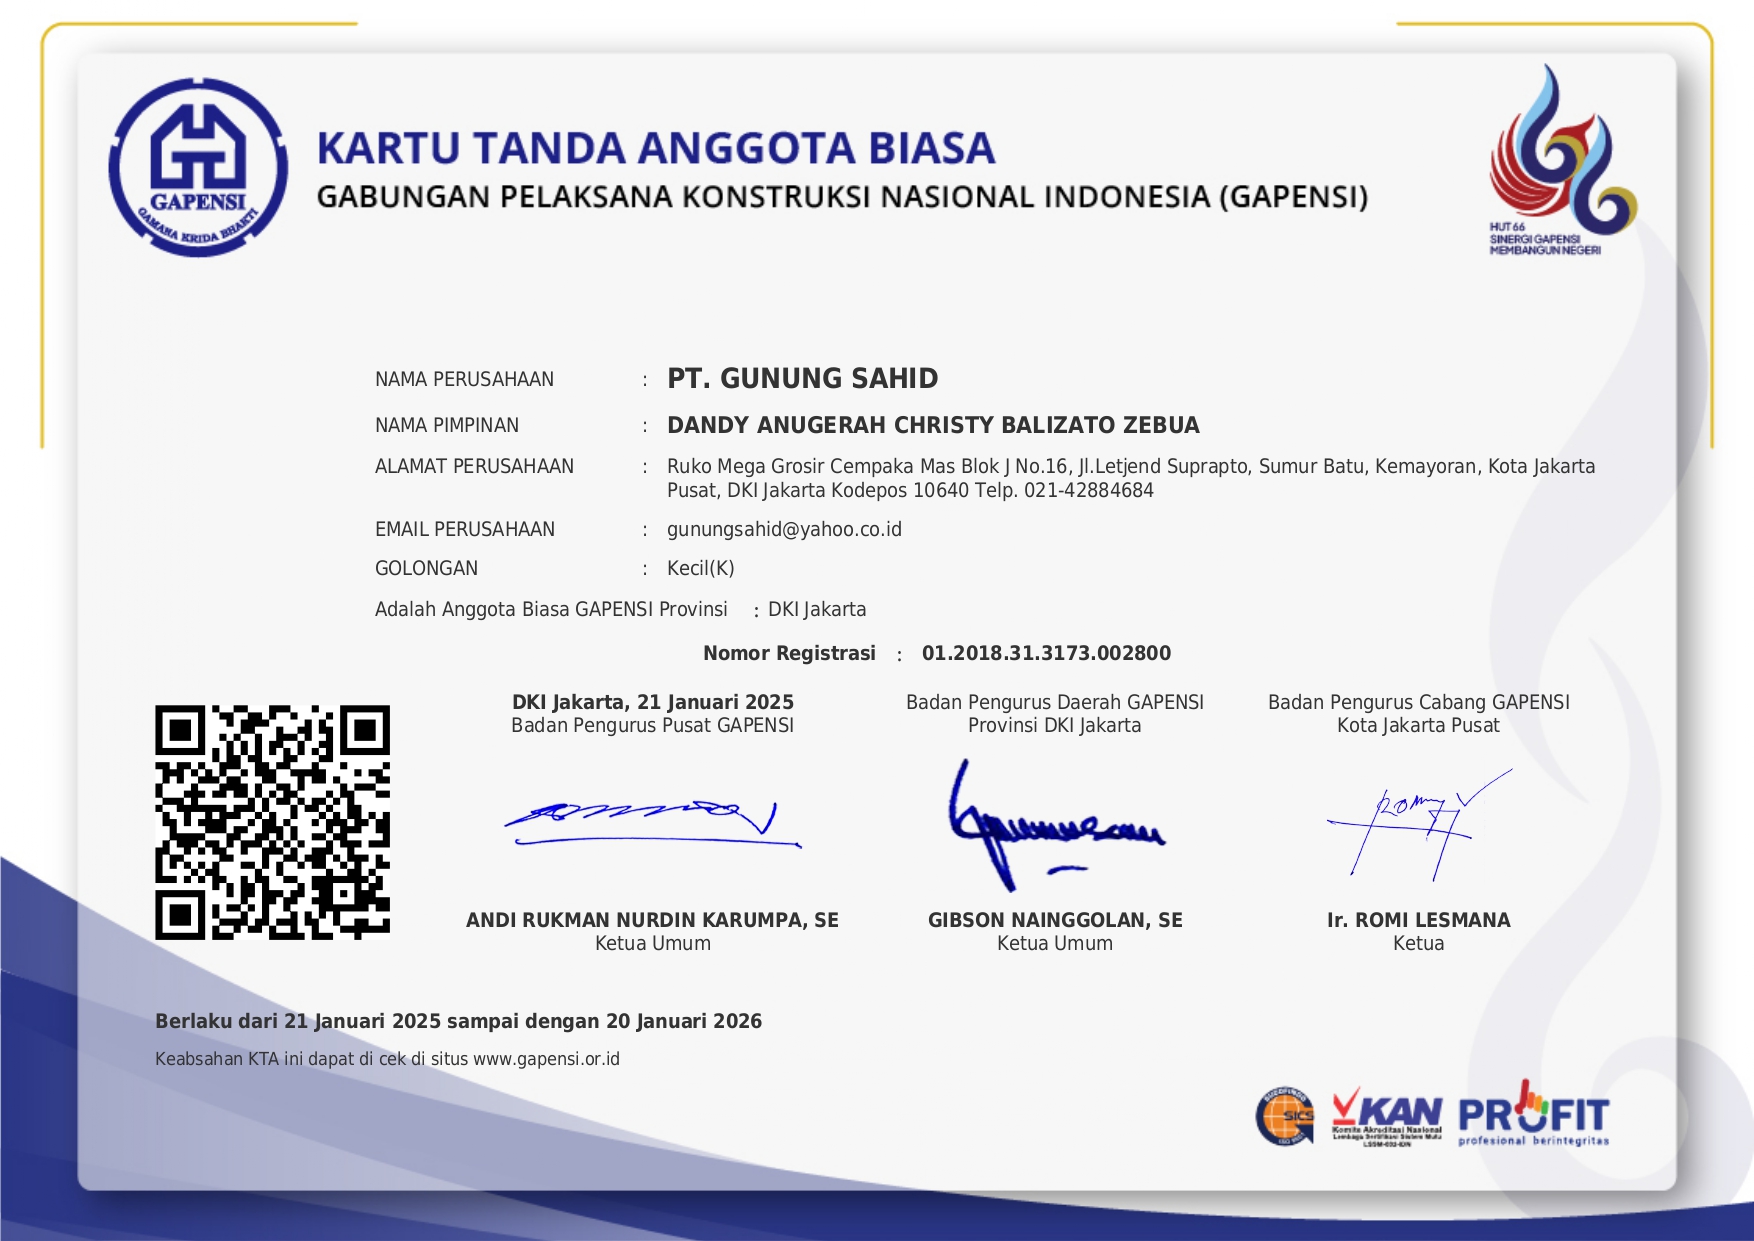 GAPENSI
GAMANA KRIDA BHAKTI
KARTU TANDA ANGGOTA BIASA
GABUNGAN PELAKSANA KONSTRUKSI NASIONAL INDONESIA (GAPENSI)
HUT 66
SINERGI GAPENSI
MEMBANGUN NEGERI
NAMA PERUSAHAAN : PT. GUNUNG SAHID
NAMA PIMPINAN : DANDY ANUGERAH CHRISTY BALIZATO ZEBUA
ALAMAT PERUSAHAAN : Ruko Mega Grosir Cempaka Mas Blok J No.16, Jl.Letjend Suprapto, Sumur Batu, Kemayoran, Kota Jakarta
Pusat, DKI Jakarta Kodepos 10640 Telp. 021-42884684
EMAIL PERUSAHAAN : gunungsahid@yahoo.co.id
GOLONGAN : Kecil(K)
Adalah Anggota Biasa GAPENSI Provinsi : DKI Jakarta
Nomor Registrasi : 01.2018.31.3173.002800
DKI Jakarta, 21 Januari 2025
Badan Pengurus Pusat GAPENSI
Badan Pengurus Daerah GAPENSI
Provinsi DKI Jakarta
Badan Pengurus Cabang GAPENSI
Kota Jakarta Pusat
ANDI RUKMAN NURDIN KARUMPA, SE
Ketua Umum
GIBSON NAINGGOLAN, SE
Ketua Umum
Ir. ROMI LESMANA
Ketua
Berlaku dari 21 Januari 2025 sampai dengan 20 Januari 2026
Keabsahan KTA ini dapat di cek di situs www.gapensi.or.id
SUCOFINDO
SICS
KAN
Komite Akreditasi Nasional
Lembaga Sertifikasi Sistem Mutu
PROFIT
profesional berintegritas